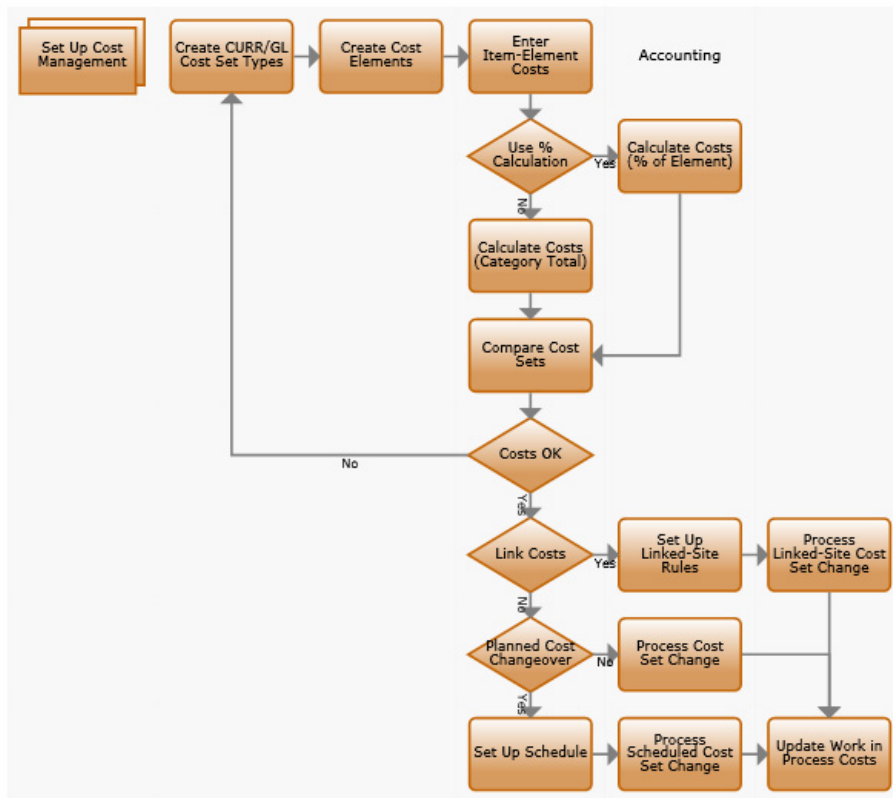 Set Up Cost
Management
Create CURR/GL
Cost Set Types
Create Cost
Elements
Enter
Item-Element
Costs
Accounting
Use %
Calculation
Yes
Calculate Costs
(% of Element)
No
Calculate Costs
(Category Total)
Compare Cost
Sets
Costs OK
No
Yes
Link Costs
Yes
Set Up
Linked-Site
Rules
Process
Linked-Site Cost
Set Change
No
Planned Cost
Changeover
No
Process Cost
Set Change
Yes
Set Up Schedule
Process
Scheduled Cost
Set Change
Update Work in
Process Costs